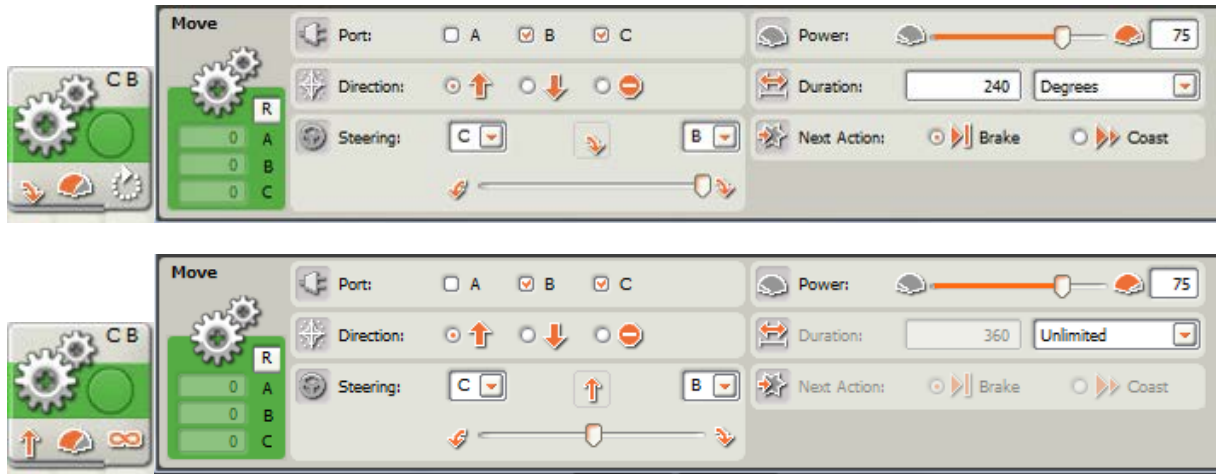 Move
Port: A B C
Power: 75
C B
Direction:
Duration: 240 Degrees
R
0 A
Steering: C B
Next Action: Brake Coast
0 B
0 C
Move
Port: A B C
Power: 75
C B
Direction:
Duration: 360 Unlimited
R
0 A
Steering: C B
Next Action: Brake Coast
0 B
0 C